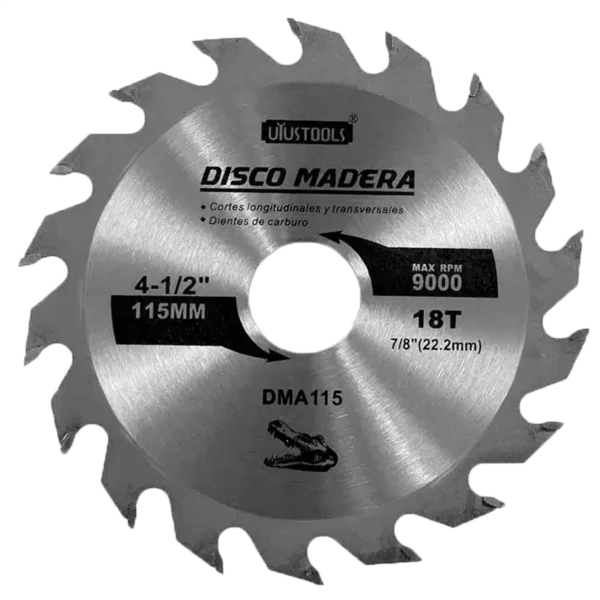 UYUSTOOLS®
DISCO MADERA
• Cortes longitudinales y transversales
• Dientes de carburo
4-1/2"
115MM
MAX RPM
9000
18T
7/8"(22.2mm)
DMA115